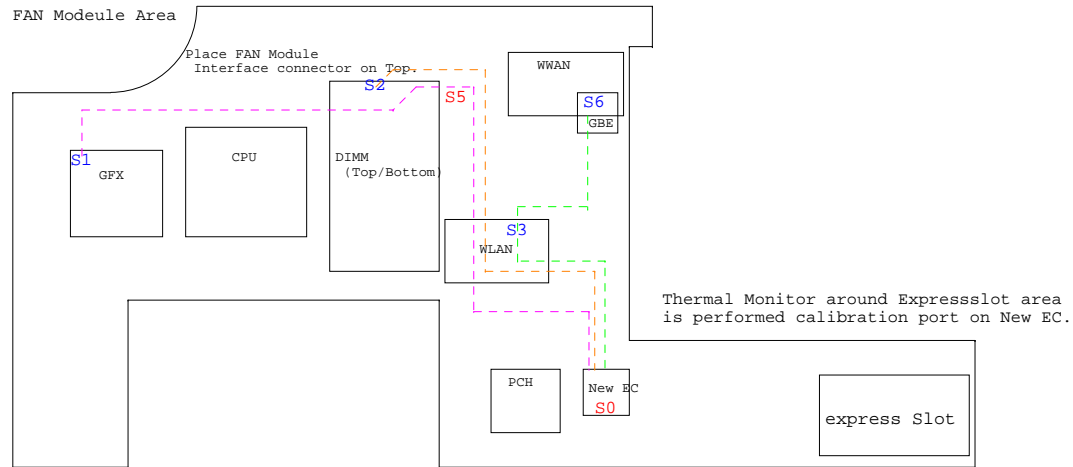 FAN Modeule Area
Place FAN Module
Interface connector on Top.
WWAN
S2
S5
S6
GBE
S1
GFX
CPU
DIMM
(Top/Bottom)
S3
WLAN
Thermal Monitor around Expressslot area
is performed calibration port on New EC.
PCH
New EC
S0
express Slot